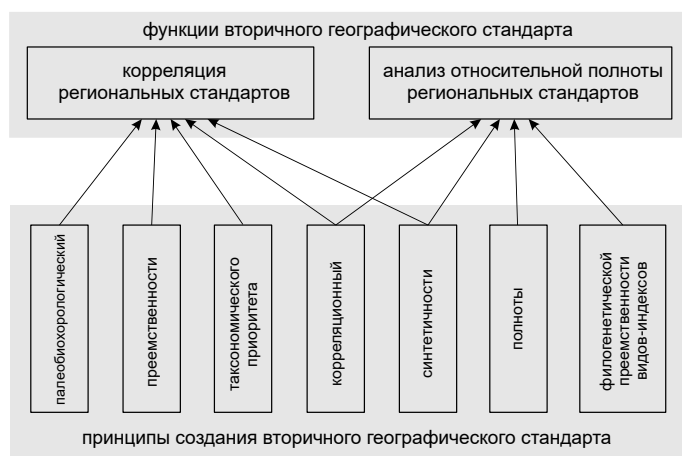 функции вторичного географического стандарта
корреляция
региональных стандартов
анализ относительной полноты
региональных стандартов
палеобиохорологический
преемственности
таксономического
приоритета
корреляционный
синтетичности
полноты
филогенетической
преемственности
видов-индексов
принципы создания вторичного географического стандарта